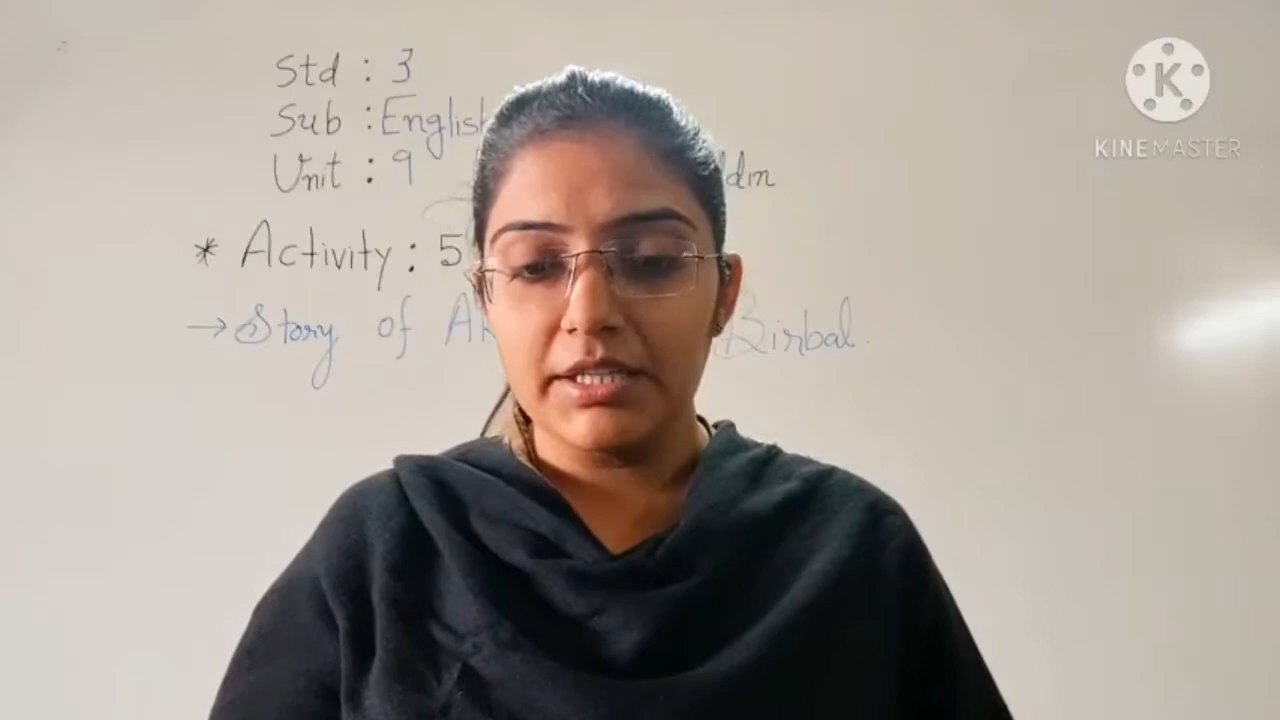 Std : 3
Sub : English
Unit : 9
* Activity : 5
→ Story of Birbal.
KINEMASTER